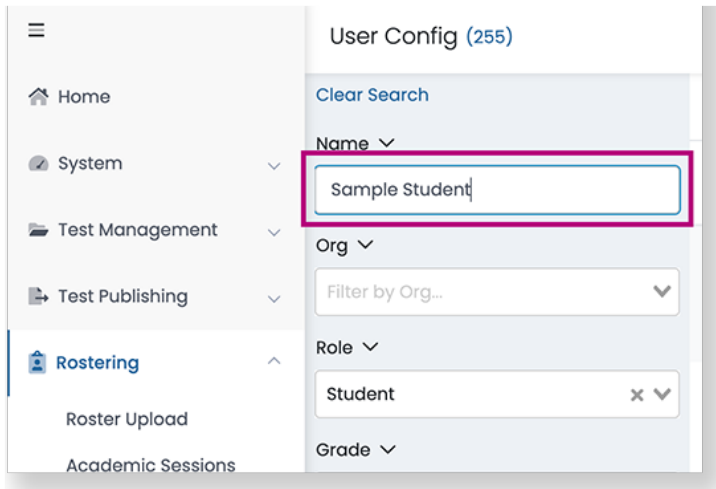 User Config (255)
Home
System
Test Management
Test Publishing
Rostering
Roster Upload
Academic Sessions
Clear Search
Name
Sample Student
Org
Filter by Org...
Role
Student
Grade